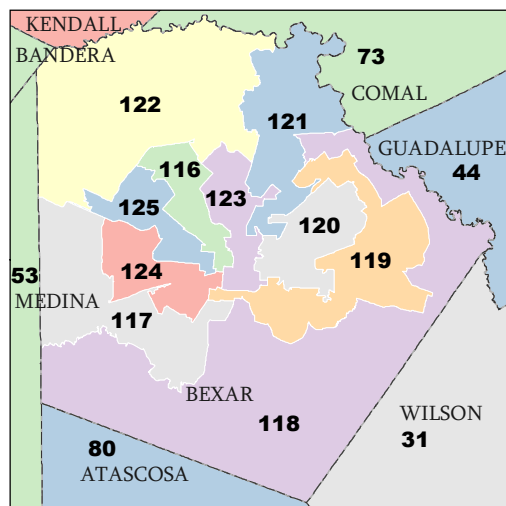 KENDALL
BANDERA
73
COMAL
122
121
GUADALUPE
44
116
123
125
120
119
124
53
MEDINA
117
BEXAR
118
WILSON
31
80
ATASCOSA